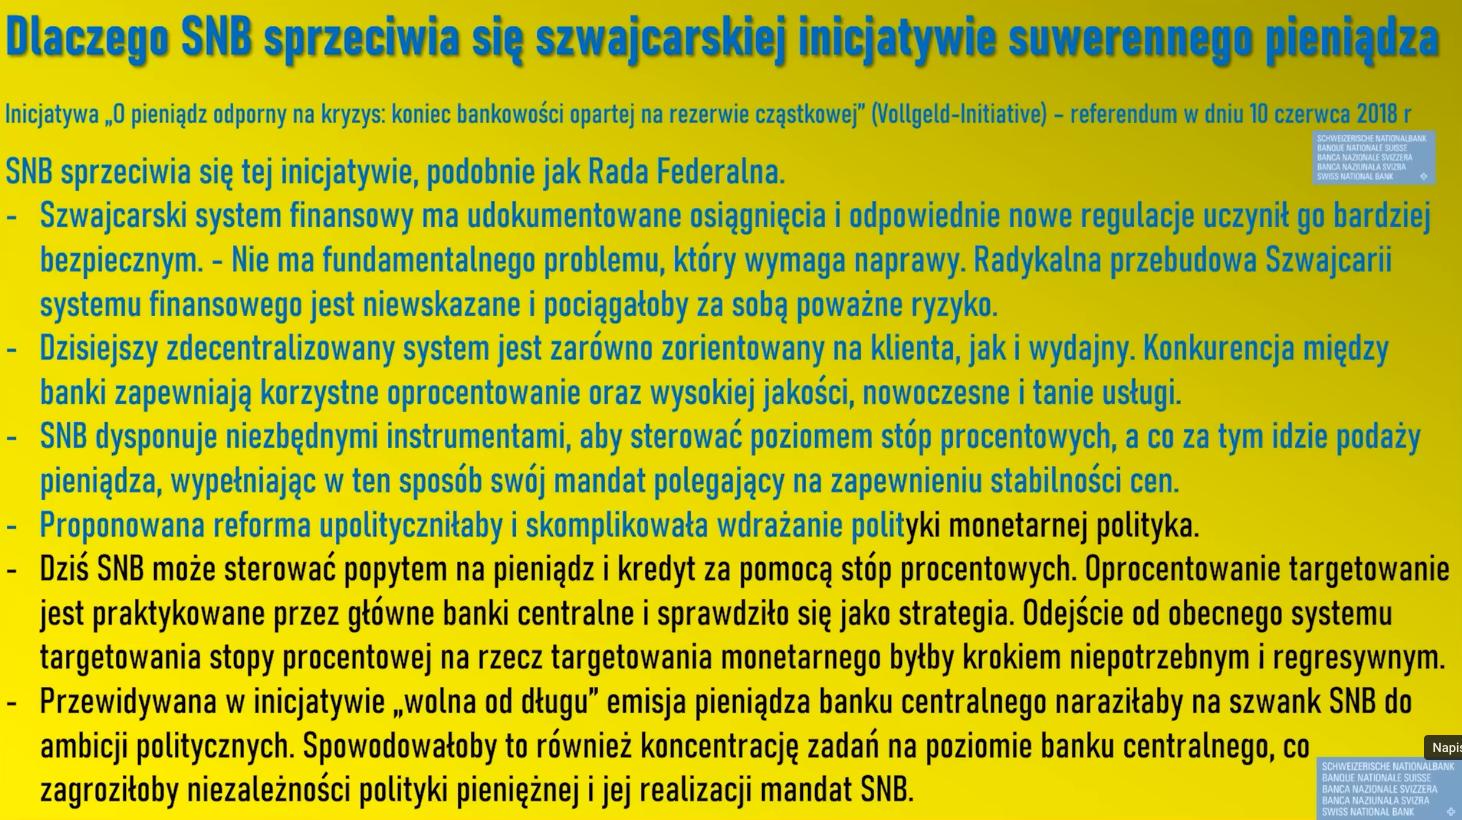 Dlaczego SNB sprzeciwia się szwajcarskiej inicjatywie suwerennego pieniądza
Inicjatywa „O pieniądz odporny na kryzys: koniec bankowości opartej na rezerwie cząstkowej” (Vollgeld-Initiative) – referendum w dniu 10 czerwca 2018 r
SCHWEIZERISCHE NATIONALBANK
BANQUE NATIONALE SUISSE
BANCA NAZIONALE SVIZZERA
BANCA NAZIUNALA SVIZRA
SWISS NATIONAL BANK
SNB sprzeciwia się tej inicjatywie, podobnie jak Rada Federalna.
- Szwajcarski system finansowy ma udokumentowane osiągnięcia i odpowiednie nowe regulacje uczynił go bardziej
bezpiecznym. - Nie ma fundamentalnego problemu, który wymaga naprawy. Radykalna przebudowa Szwajcarii
systemu finansowego jest niewskazane i pociągałoby za sobą poważne ryzyko.
- Dzisiejszy zdecentralizowany system jest zarówno zorientowany na klienta, jak i wydajny. Konkurencja między
banki zapewniają korzystne oprocentowanie oraz wysokiej jakości, nowoczesne i tanie usługi.
- SNB dysponuje niezbędnymi instrumentami, aby sterować poziomem stóp procentowych, a co za tym idzie podaży
pieniądza, wypełniając w ten sposób swój mandat polegający na zapewnieniu stabilności cen.
- Proponowana reforma upolityczniłaby i skomplikowała wdrażanie polityki monetarnej polityka.
- Dziś SNB może sterować popytem na pieniądz i kredyt za pomocą stóp procentowych. Oprocentowanie targetowanie
jest praktykowane przez główne banki centralne i sprawdziło się jako strategia. Odejście od obecnego systemu
targetowania stopy procentowej na rzecz targetowania monetarnego byłby krokiem niepotrzebnym i regresywnym.
- Przewidywana w inicjatywie „wolna od długu” emisja pieniądza banku centralnego naraziłaby na szwank SNB do
ambicji politycznych. Spowodowałoby to również koncentrację zadań na poziomie banku centralnego, co
zagroziłoby niezależności polityki pieniężnej i jej realizacji mandat SNB.
Napis
SCHWEIZERISCHE NATIONALBANK
BANQUE NATIONALE SUISSE
BANCA NAZIONALE SVIZZERA
BANCA NAZIUNALA SVIZRA
SWISS NATIONAL BANK